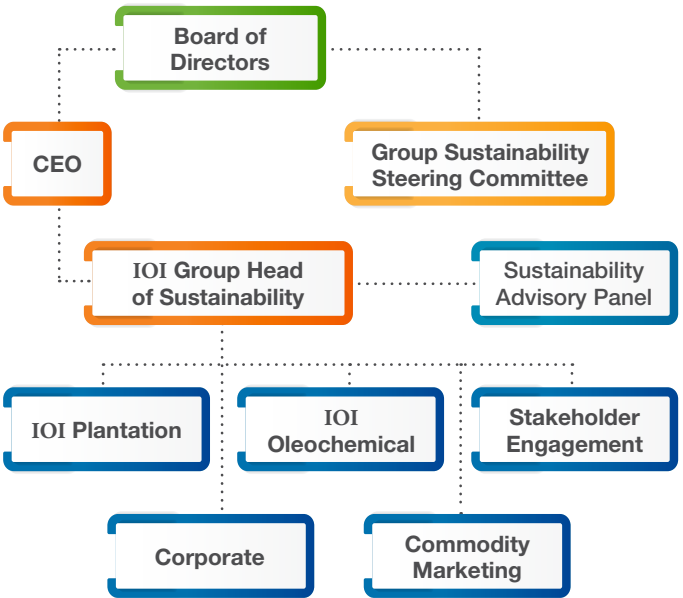 Board of
Directors
CEO
Group Sustainability
Steering Committee
IOI Group Head
of Sustainability
Sustainability
Advisory Panel
IOI Plantation
IOI
Oleochemical
Stakeholder
Engagement
Corporate
Commodity
Marketing